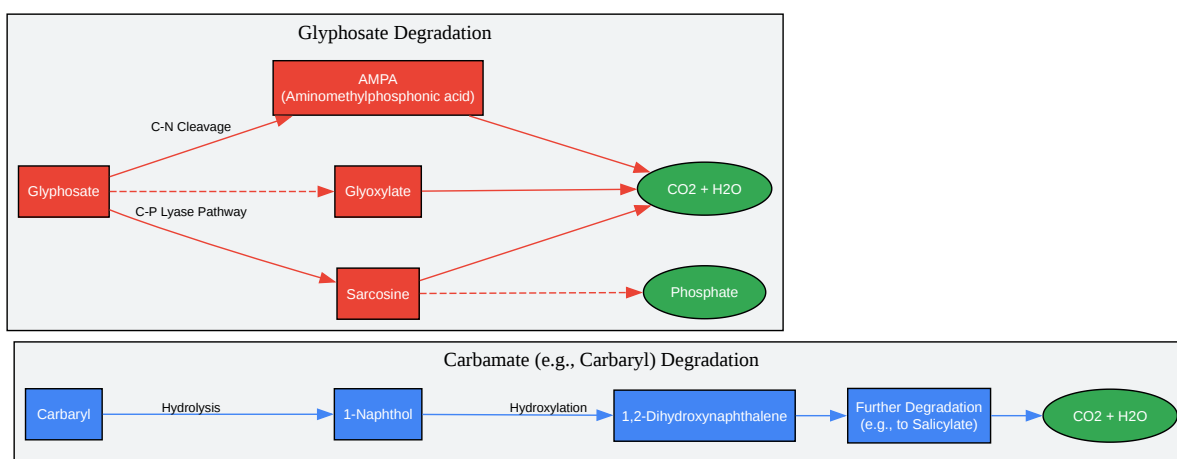 Glyphosate Degradation
AMPA
(Aminomethylphosphonic acid)
C-N Cleavage
Glyphosate
Glyoxylate
CO2 + H2O
C-P Lyase Pathway
Sarcosine
Phosphate
Carbamate (e.g., Carbaryl) Degradation
Carbaryl
Hydrolysis
1-Naphthol
Hydroxylation
1,2-Dihydroxynaphthalene
Further Degradation
(e.g., to Salicylate)
CO2 + H2O